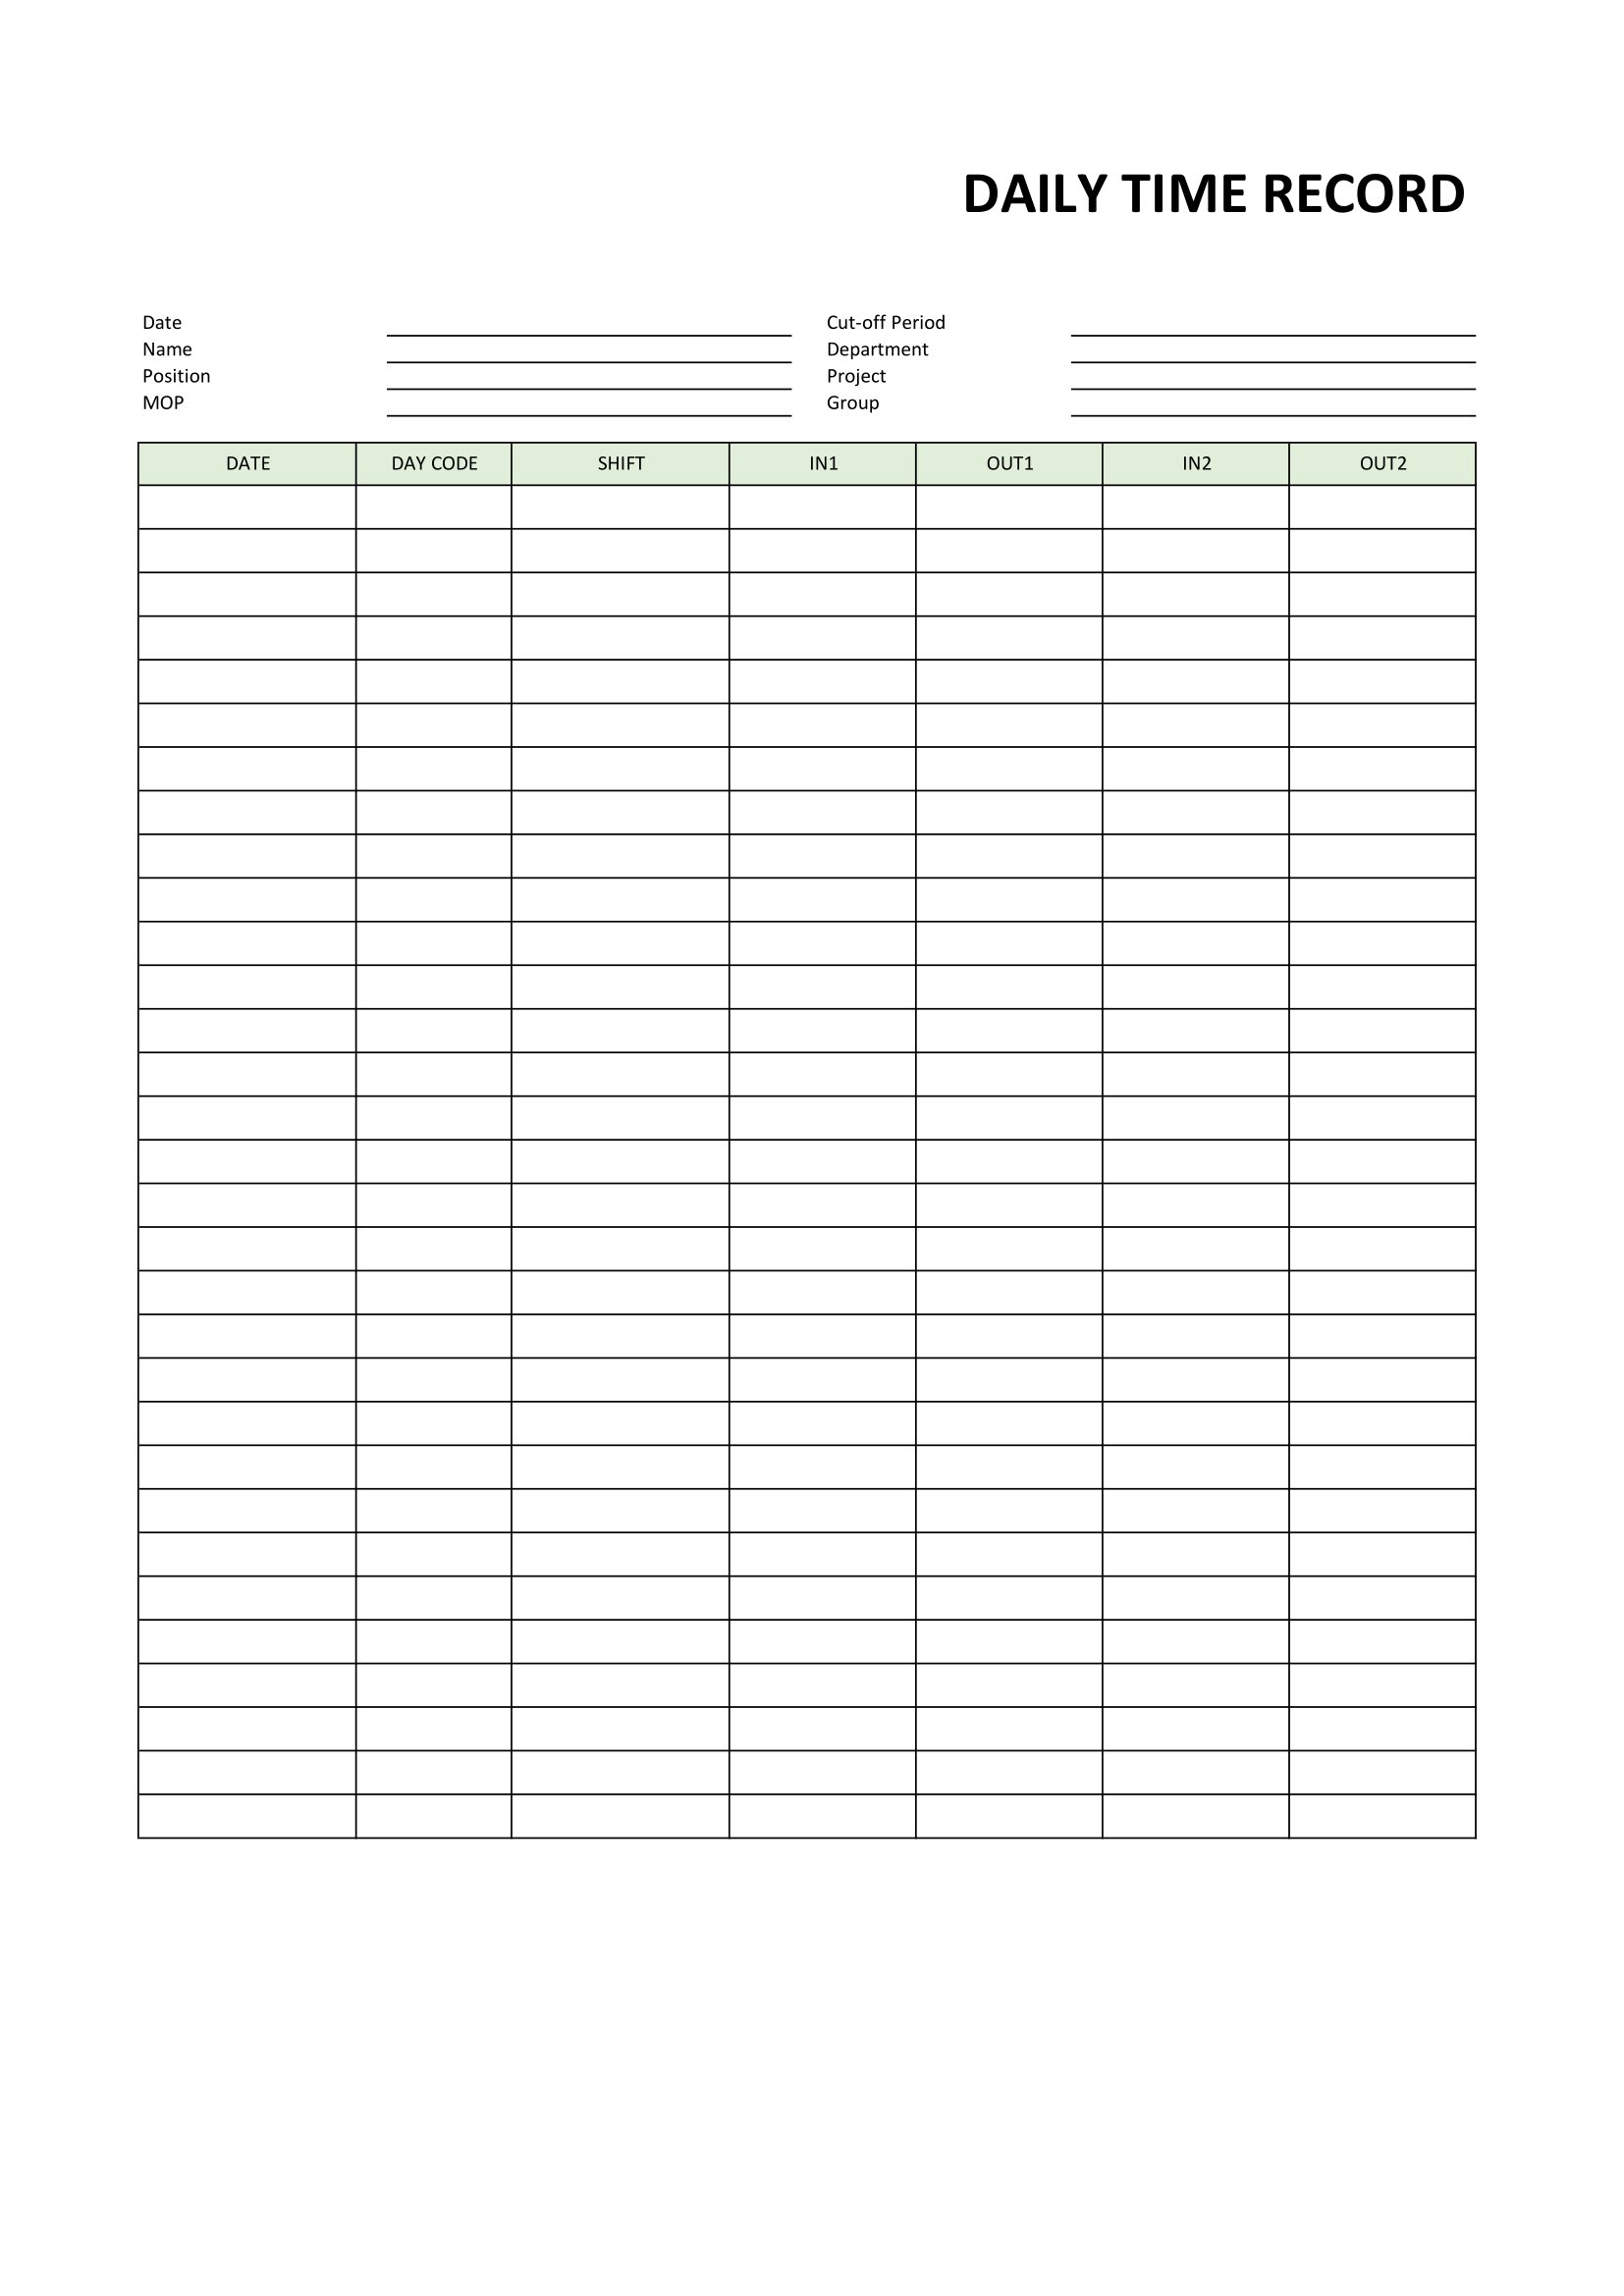 DAILY TIME RECORD
Date Cut-off Period
Name Department
Position Project
MOP Group
DATE DAY CODE SHIFT IN1 OUT1 IN2 OUT2